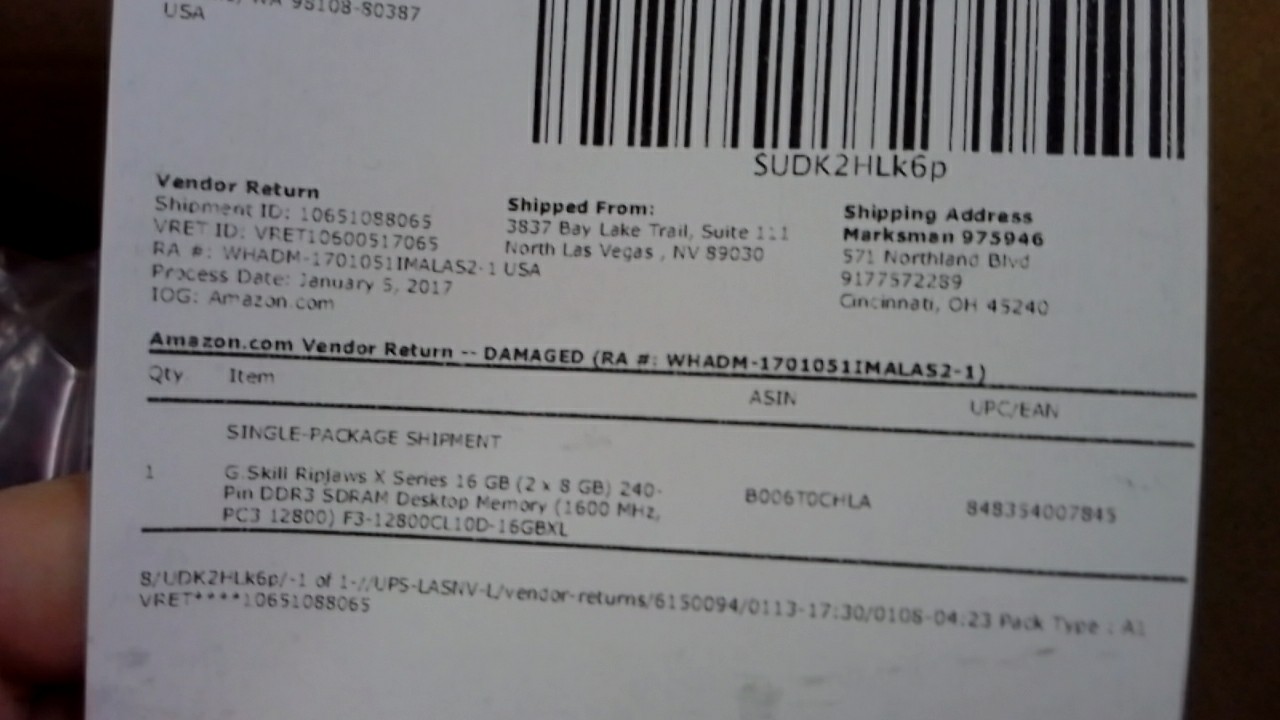 WA 98108-80387
USA
SUDK2HLk6p
Vendor Return
Shipment ID: 10651088065
VRET ID: VRET10600517065
RA #: WHADM-1701051IMALAS2-1
Process Date: January 5, 2017
IOG: Amazon.com
Shipped From:
3837 Bay Lake Trail, Suite 111
North Las Vegas , NV 89030
USA
Shipping Address
Marksman 975946
571 Northland Blvd
9177572289
Cincinnati, OH 45240
Amazon.com Vendor Return -- DAMAGED (RA #: WHADM-1701051IMALAS2-1)
Qty Item ASIN UPC/EAN
SINGLE-PACKAGE SHIPMENT
1 G.Skill Ripjaws X Series 16 GB (2 x 8 GB) 240-
Pin DDR3 SDRAM Desktop Memory (1600 MHz,
PC3 12800) F3-12800CL10D-16GBXL
B006T0CHLA 848354007845
S/UDK2HLk6p/-1 of 1-//UPS-LASNV-L/vendor-returns/6150094/0113-17:30/0108-04:23 Pack Type : A1
VRET****10651088065